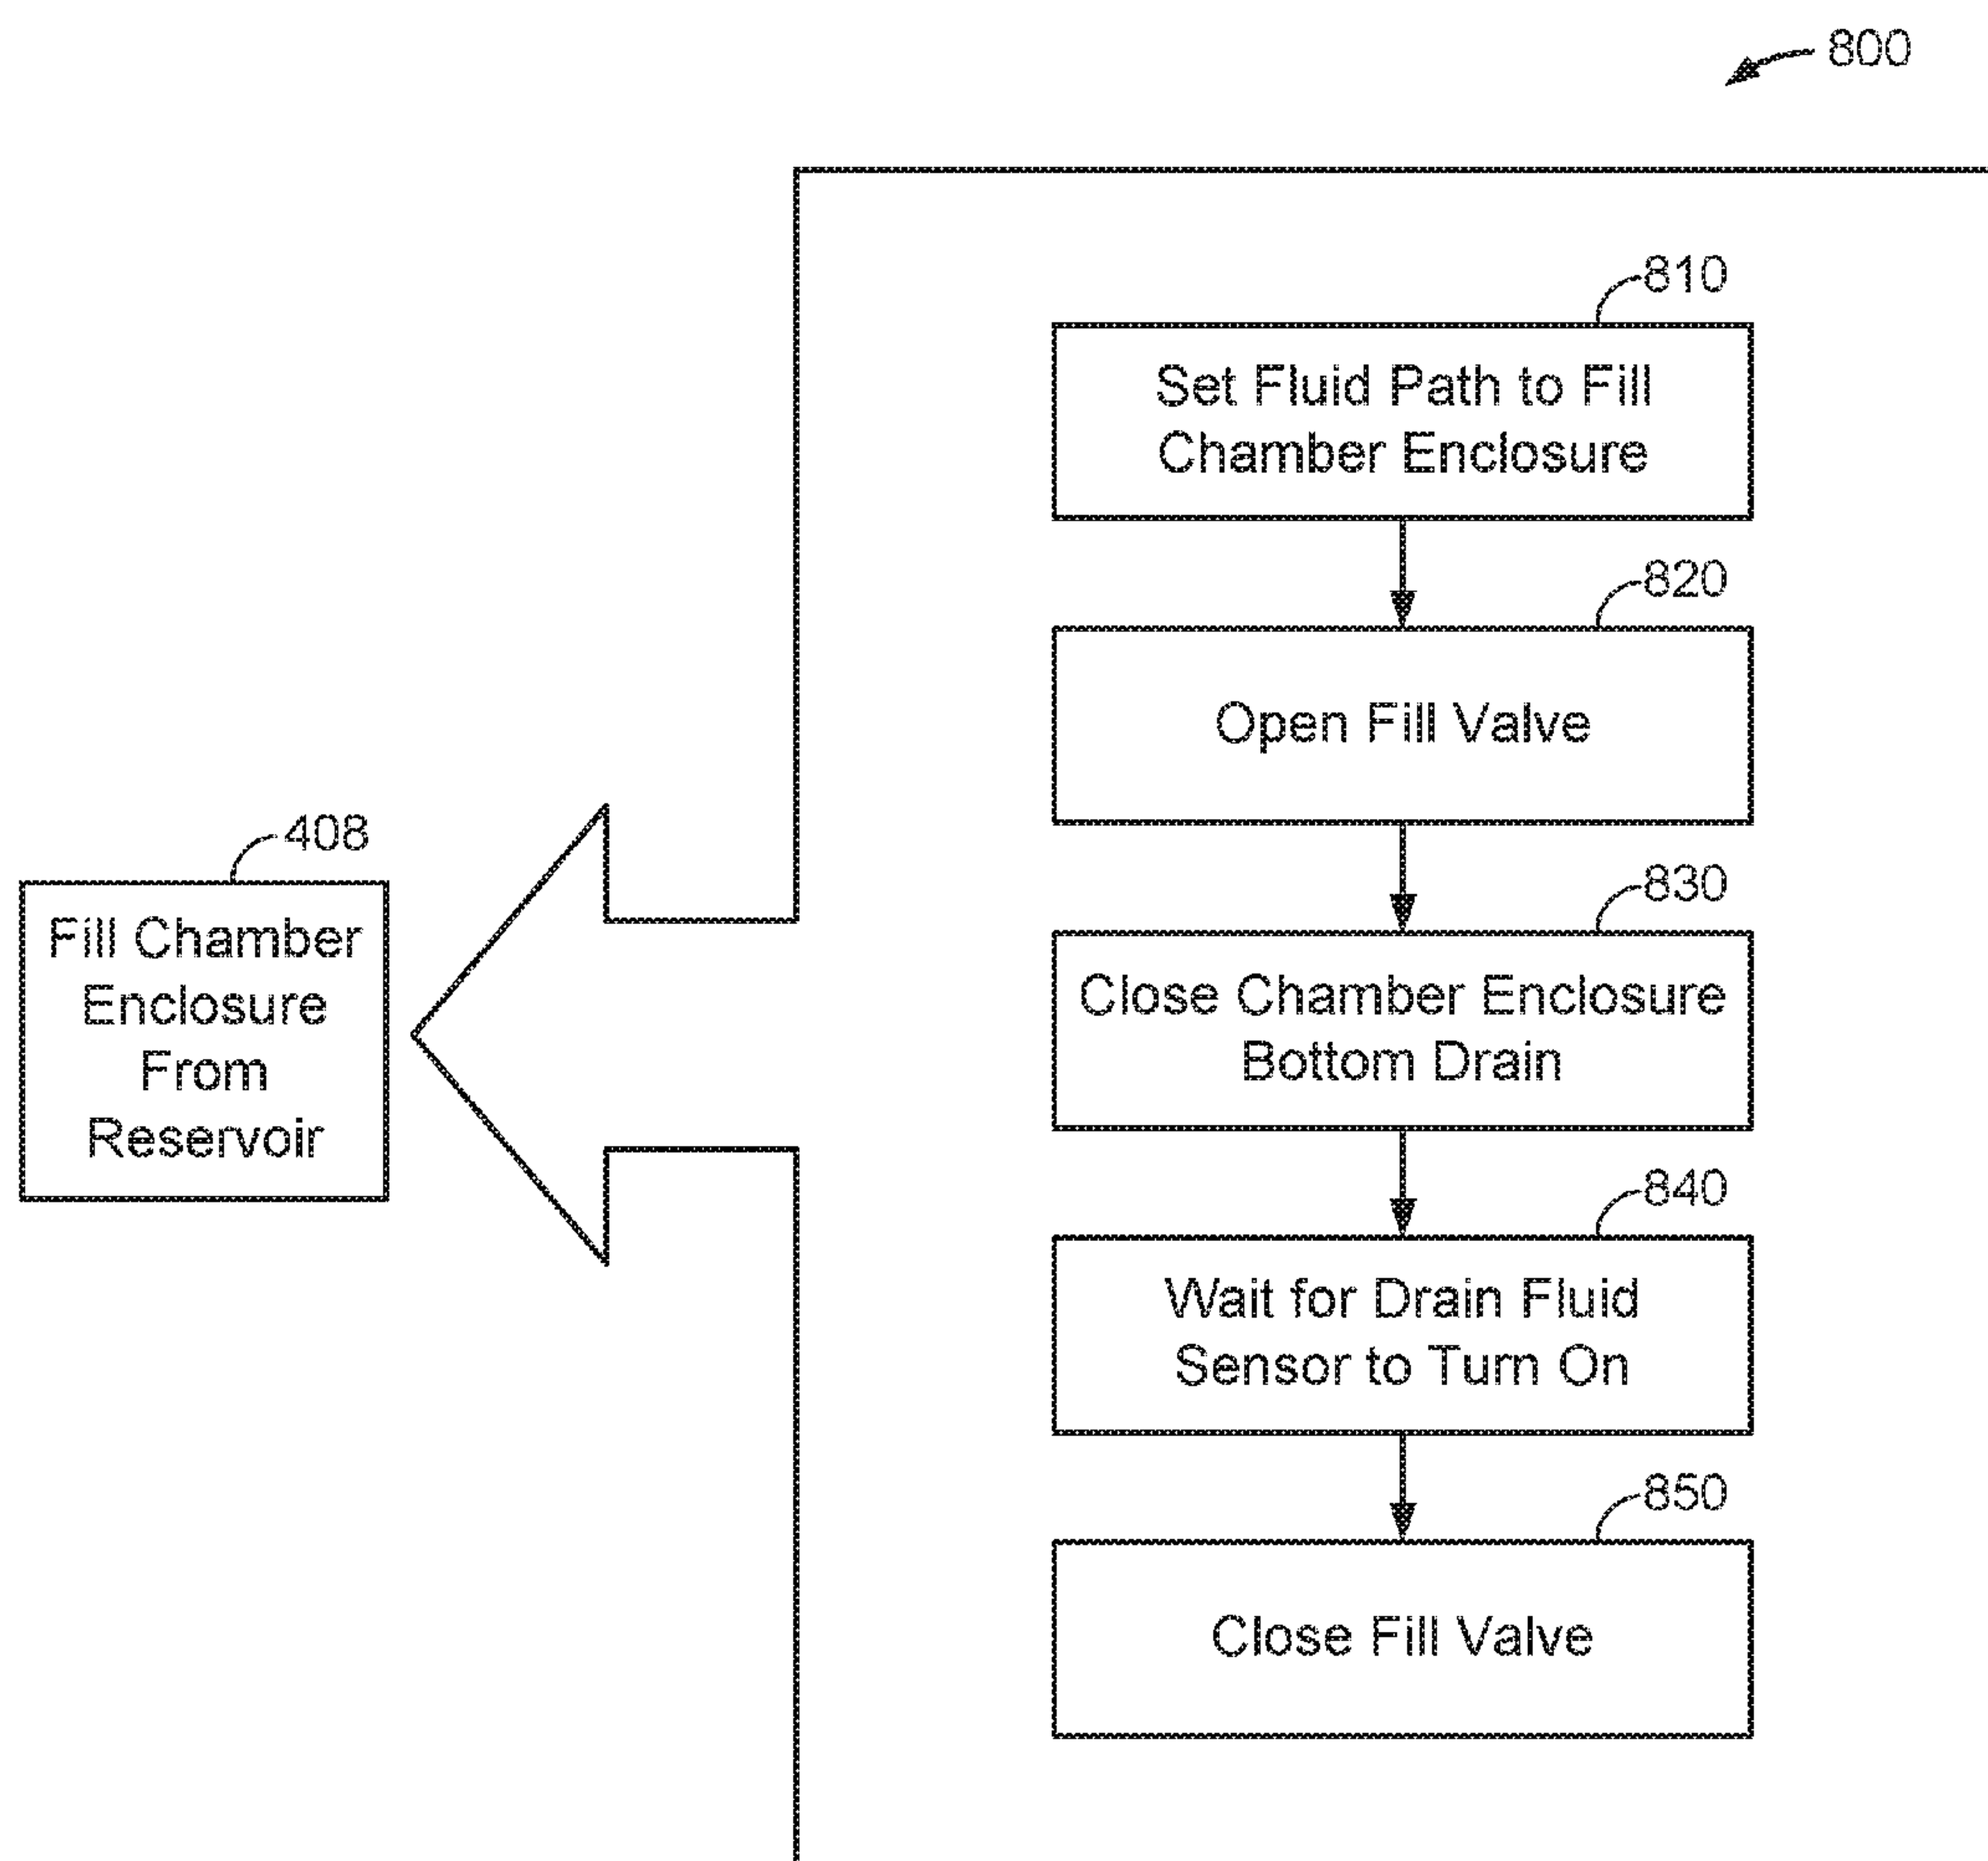 800
810
Set Fluid Path to Fill
Chamber Enclosure
820
Open Fill Valve
408
Fill Chamber
Enclosure
From
Reservoir
830
Close Chamber Enclosure
Bottom Drain
840
Wait for Drain Fluid
Sensor to Turn On
850
Close Fill Valve